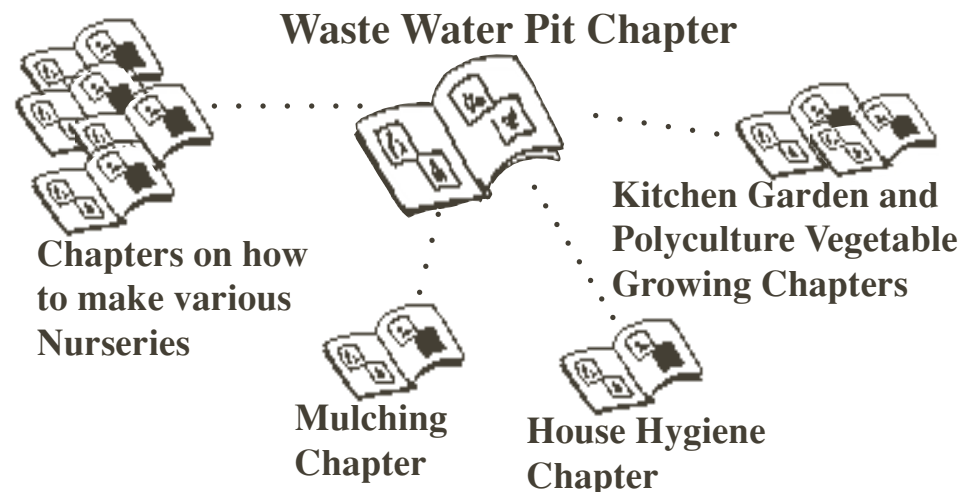 Waste Water Pit Chapter
Kitchen Garden and
Polyculture Vegetable
Growing Chapters
Chapters on how
to make various
Nurseries
Mulching
Chapter
House Hygiene
Chapter